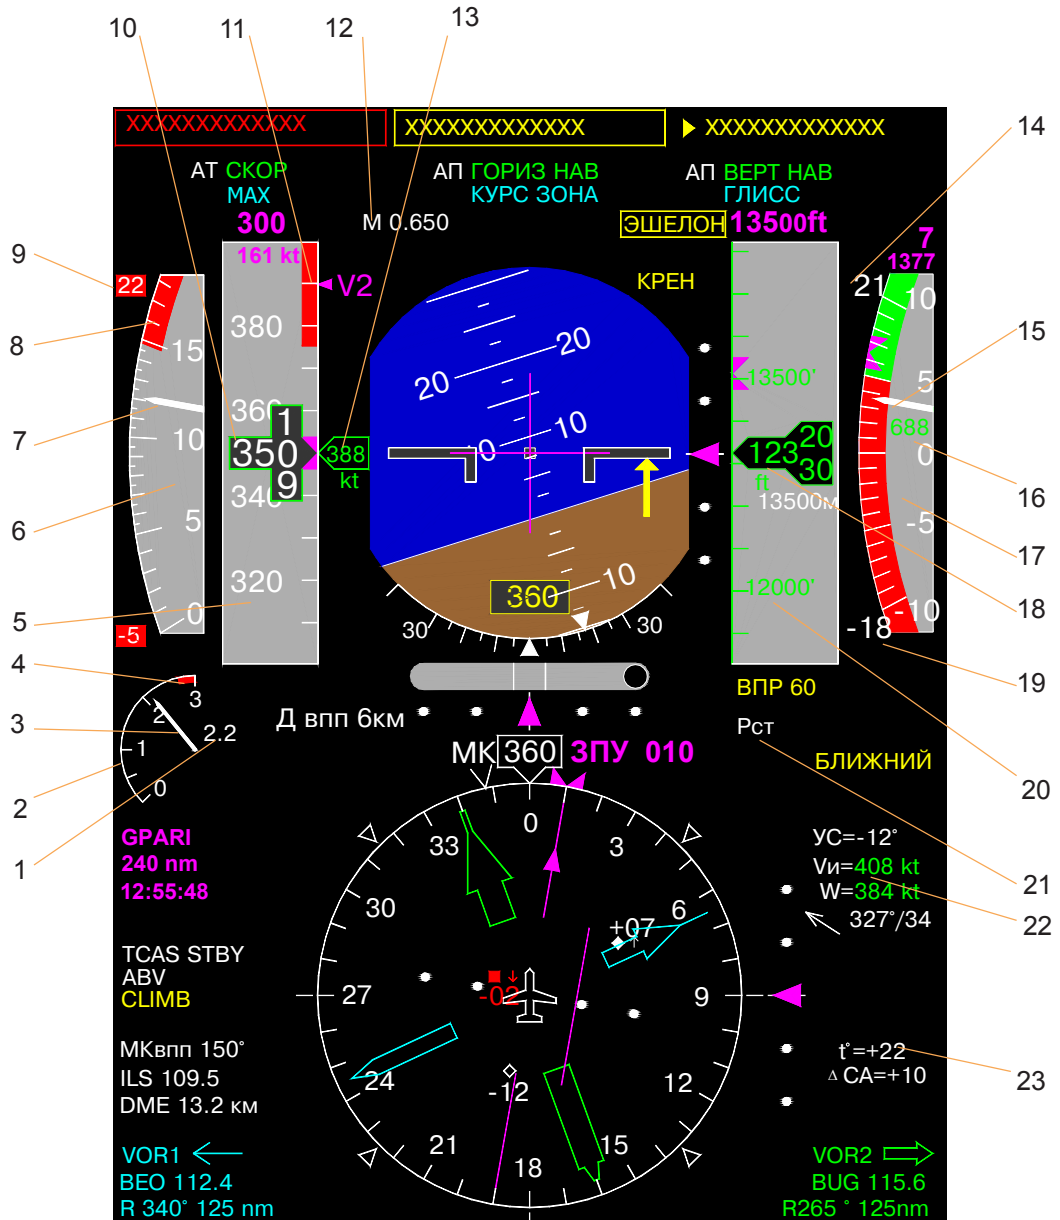 10 11 12 13
XXXXXXXXXXXXX XXXXXXXXXXXXX XXXXXXXXXXXXX
14
АТ СКОР АП ГОРИЗ НАВ АП ВЕРТ НАВ
МАХ КУРС ЗОНА ГЛИСС
300 М 0.650 ЭШЕЛОН 13500ft
161 kt 7
1377
9
22 V2 КРЕН 21 10
380 15
8
15 20 20 13500' 5
360 1 10 10 688
7
10 350 388 123 20 0
9 kt ft 30
340 13500м 16
6
5 -5 17
320 10 12000' -10
360 18
5 0 30 30 -18
-5 19
4
3 ВПР 60
3 2 2.2 Д впп 6км Рст
1 МК 360 ЗПУ 010 БЛИЖНИЙ
2 0 20
GPARI 0 УС=-12°
1 240 nm 33 3 Vи=408 kt 21
12:55:48 W=384 kt
30 6 327°/34 22
+07
TCAS STBY
ABV
CLIMB 27 -02 9
МКвпп 150° t°=+22
ILS 109.5 24 -12 12 Δ СА=+10 23
DME 13.2 км
21 18 15
VOR1 VOR2
BEO 112.4 BUG 115.6
R 340° 125 nm R265 ° 125nm